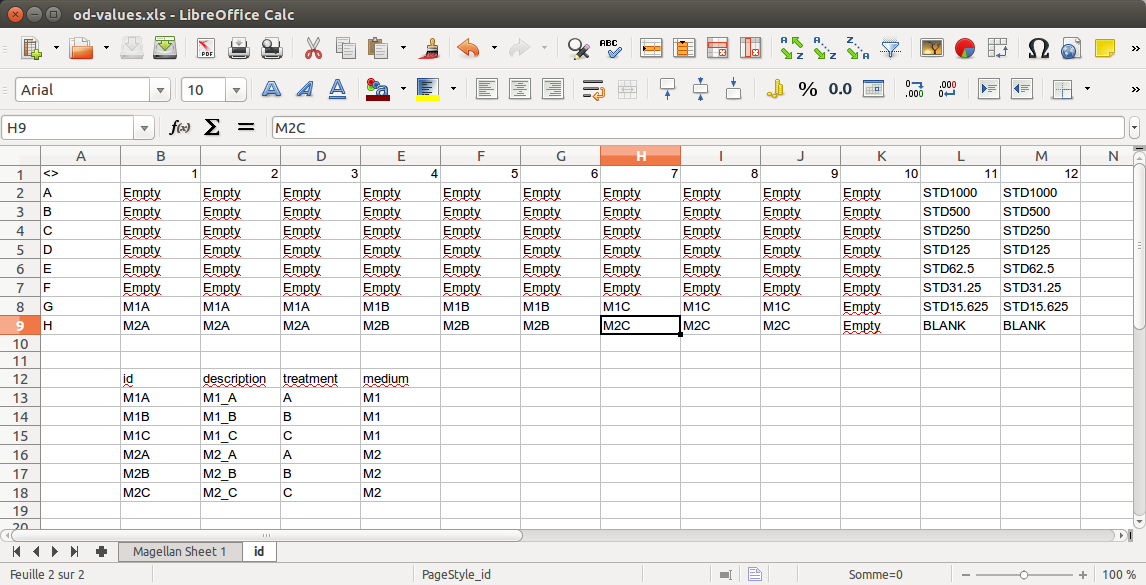 od-values.xls - LibreOffice Calc
PDF ABC A Z A Z Z A Ω »
Arial 10 % 0.0 .000 .000 »
H9 f(x) Σ = M2C
A B C D E F G H I J K L M N
1 <> 1 2 3 4 5 6 7 8 9 10 11 12
2 A Empty Empty Empty Empty Empty Empty Empty Empty Empty Empty STD1000 STD1000
3 B Empty Empty Empty Empty Empty Empty Empty Empty Empty Empty STD500 STD500
4 C Empty Empty Empty Empty Empty Empty Empty Empty Empty Empty STD250 STD250
5 D Empty Empty Empty Empty Empty Empty Empty Empty Empty Empty STD125 STD125
6 E Empty Empty Empty Empty Empty Empty Empty Empty Empty Empty STD62.5 STD62.5
7 F Empty Empty Empty Empty Empty Empty Empty Empty Empty Empty STD31.25 STD31.25
8 G M1A M1A M1A M1B M1B M1B M1C M1C M1C Empty STD15.625 STD15.625
9 H M2A M2A M2A M2B M2B M2B M2C M2C M2C Empty BLANK BLANK
10
11
12 id description treatment medium
13 M1A M1_A A M1
14 M1B M1_B B M1
15 M1C M1_C C M1
16 M2A M2_A A M2
17 M2B M2_B B M2
18 M2C M2_C C M2
19
20
Magellan Sheet 1 id
Feuille 2 sur 2 PageStyle_id Somme=0 100 %